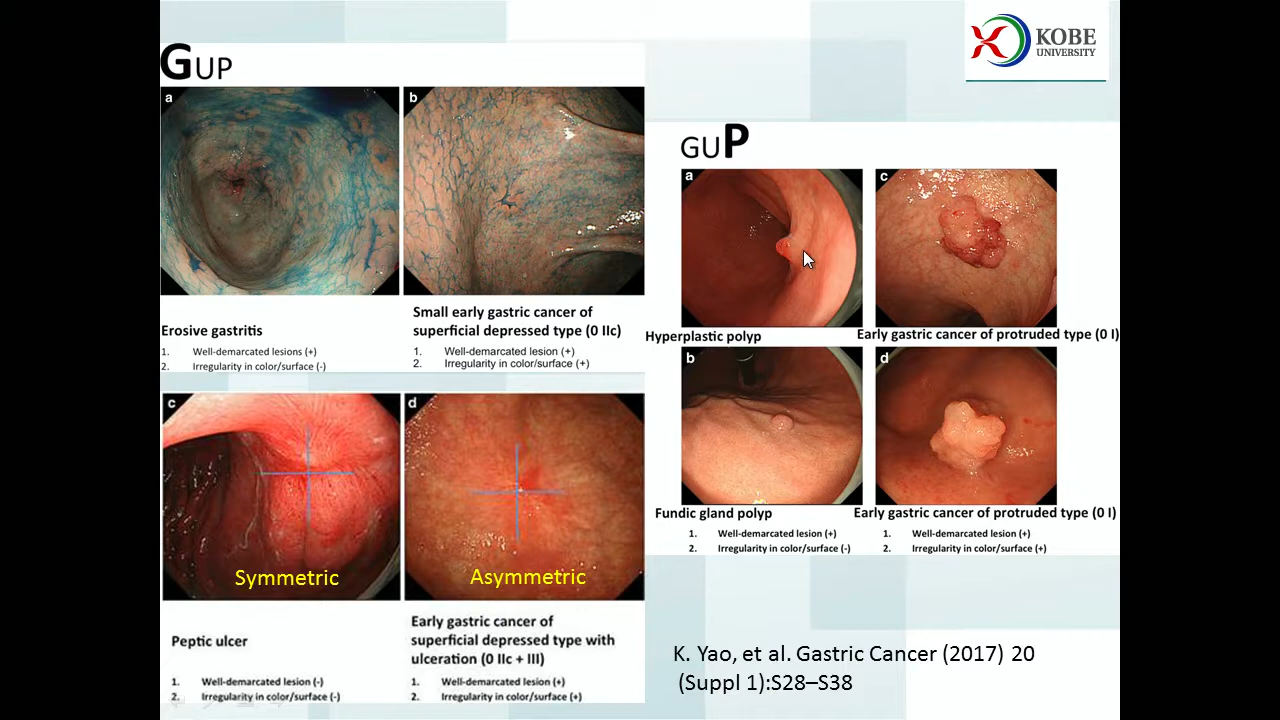 KOBE
UNIVERSITY
GUP
a
b
Erosive gastritis
1. Well-demarcated lesions (+)
2. Irregularity in color/surface (-)
Small early gastric cancer of
superficial depressed type (0 IIc)
1. Well-demarcated lesion (+)
2. Irregularity in color/surface (+)
c
d
Symmetric
Asymmetric
Peptic ulcer
1. Well-demarcated lesion (-)
2. Irregularity in color/surface (-)
Early gastric cancer of
superficial depressed type with
ulceration (0 IIc + III)
1. Well-demarcated lesion (+)
2. Irregularity in color/surface (+)
GUP
a
c
Hyperplastic polyp
Early gastric cancer of protruded type (0 I)
b
d
Fundic gland polyp
1. Well-demarcated lesion (+)
2. Irregularity in color/surface (-)
Early gastric cancer of protruded type (0 I)
1. Well-demarcated lesion (+)
2. Irregularity in color/surface (+)
K. Yao, et al. Gastric Cancer (2017) 20
(Suppl 1):S28–S38